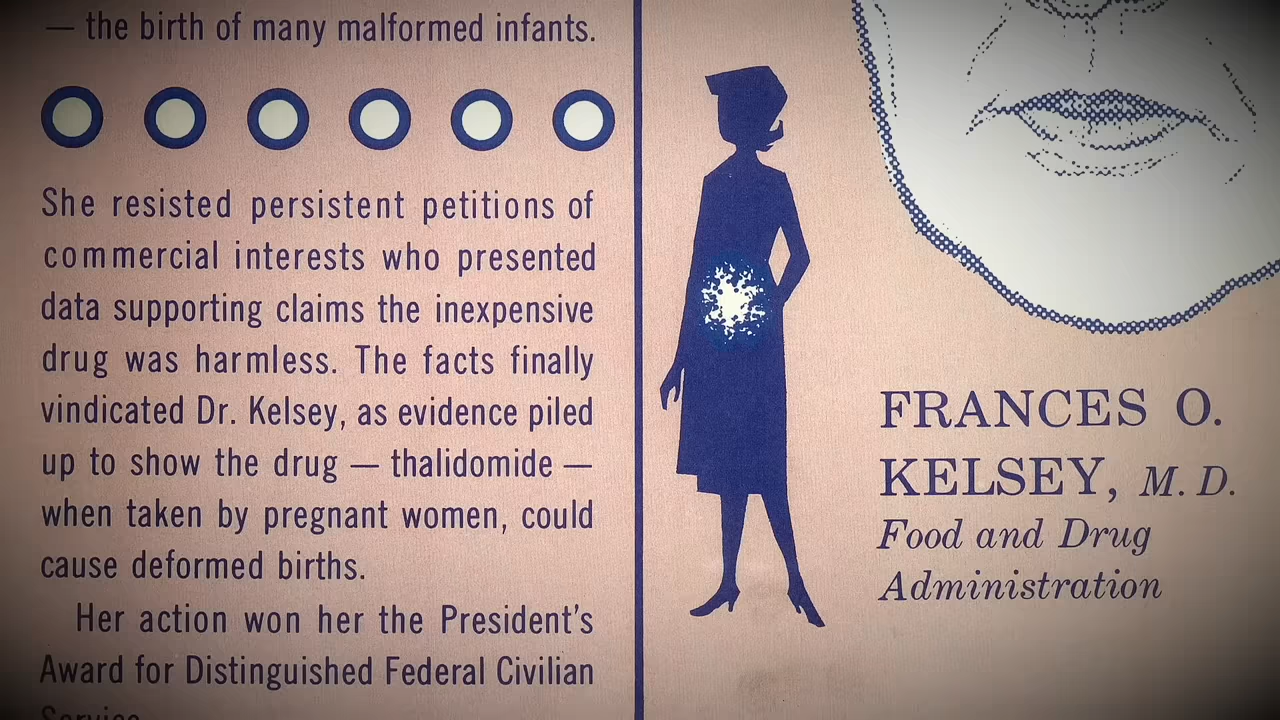 — the birth of many malformed infants.
She resisted persistent petitions of
commercial interests who presented
data supporting claims the inexpensive
drug was harmless. The facts finally
vindicated Dr. Kelsey, as evidence piled
up to show the drug — thalidomide —
when taken by pregnant women, could
cause deformed births.
Her action won her the President's
Award for Distinguished Federal Civilian
Service.
FRANCES O.
KELSEY, M. D.
Food and Drug
Administration